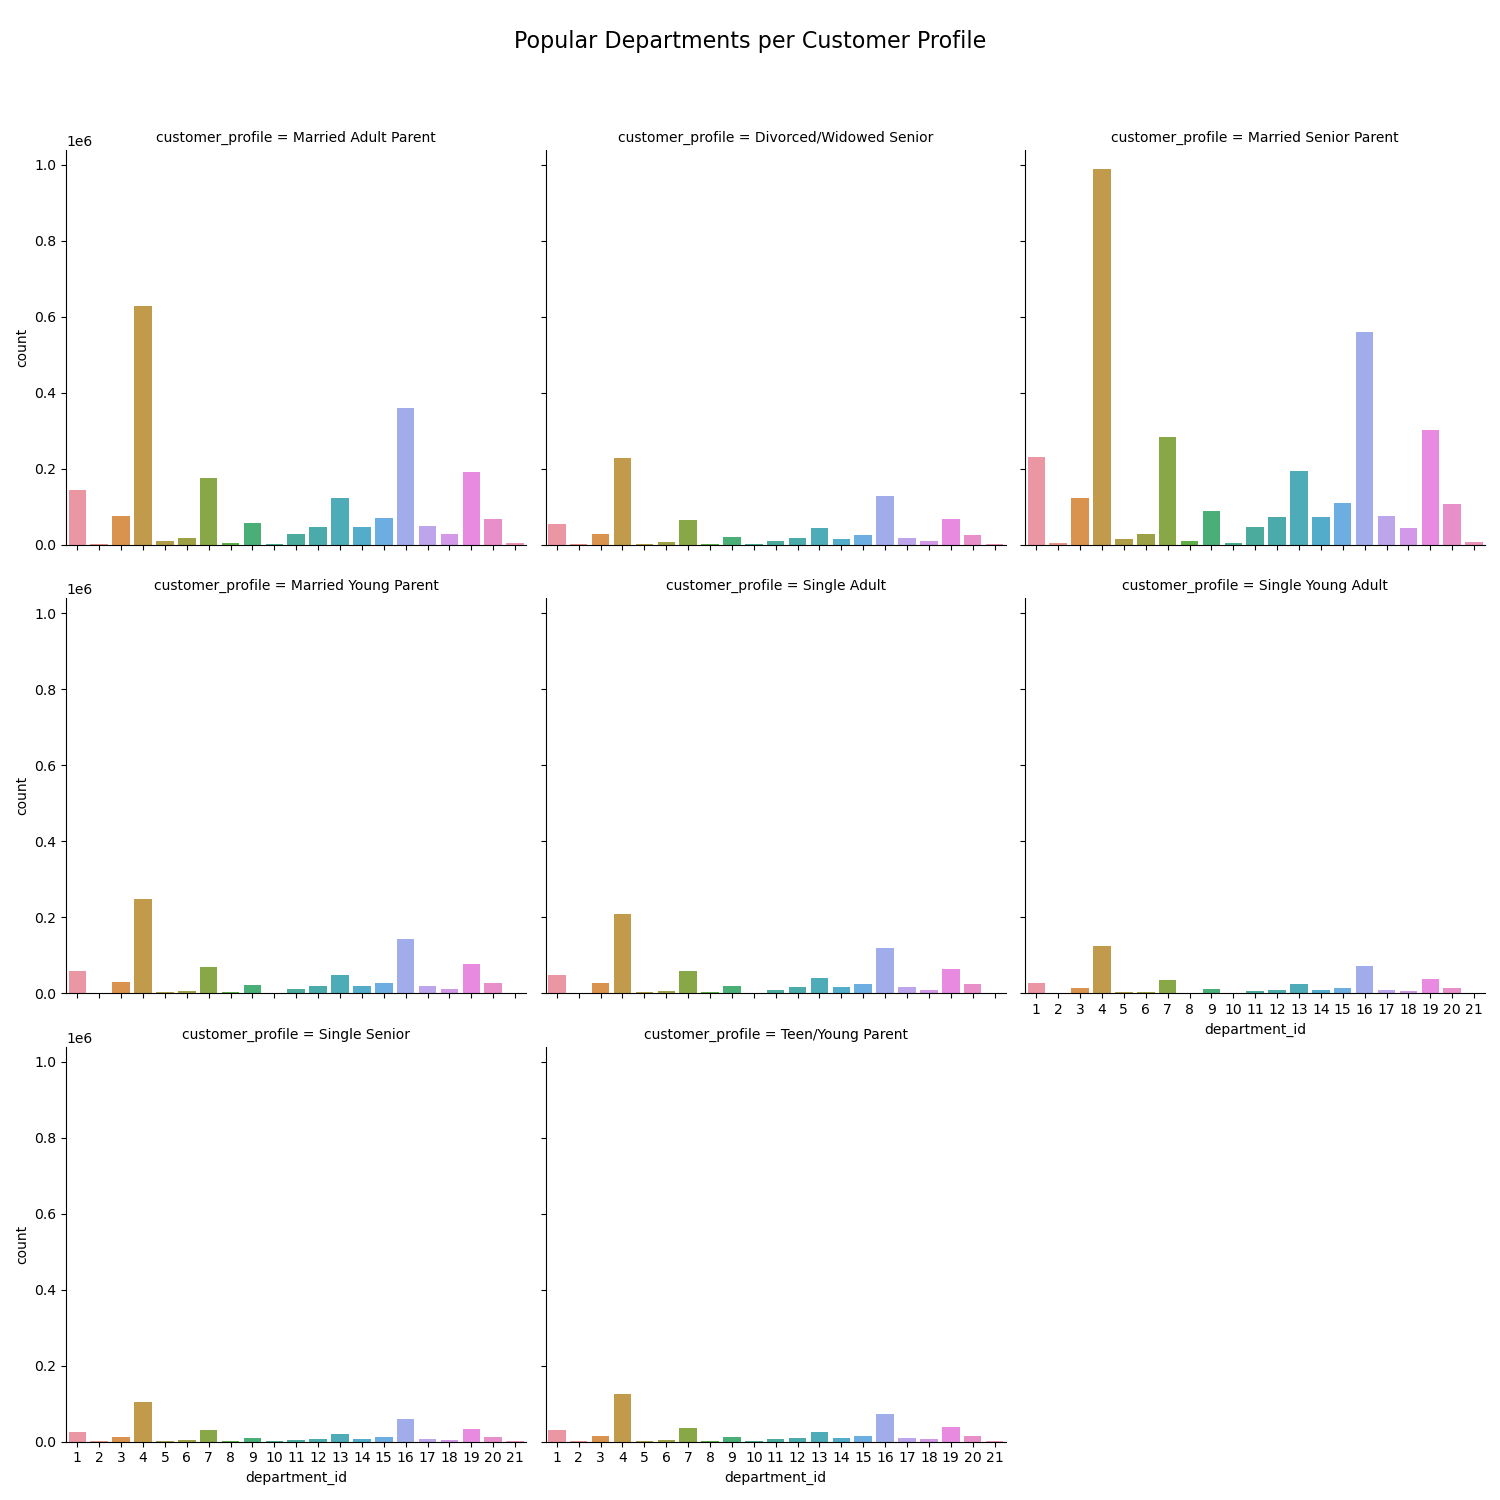 Popular Departments per Customer Profile
customer_profile = Married Adult Parent
customer_profile = Divorced/Widowed Senior
customer_profile = Married Senior Parent
1e6
1.0
0.8
0.6
0.4
0.2
0.0
count
customer_profile = Married Young Parent
customer_profile = Single Adult
customer_profile = Single Young Adult
1e6
1.0
0.8
0.6
0.4
0.2
0.0
count
1 2 3 4 5 6 7 8 9 10 11 12 13 14 15 16 17 18 19 20 21
department_id
customer_profile = Single Senior
customer_profile = Teen/Young Parent
1e6
1.0
0.8
0.6
0.4
0.2
0.0
count
1 2 3 4 5 6 7 8 9 10 11 12 13 14 15 16 17 18 19 20 21
department_id
1 2 3 4 5 6 7 8 9 10 11 12 13 14 15 16 17 18 19 20 21
department_id